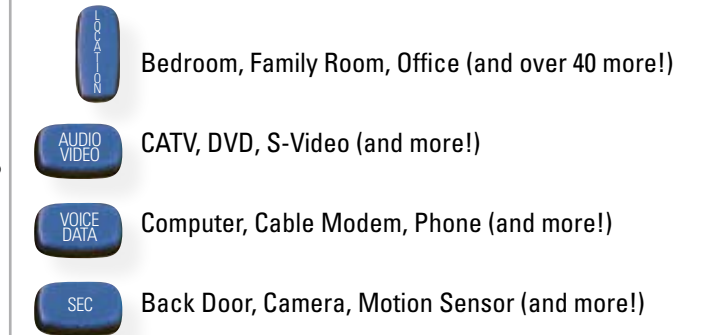 LOCATION
Bedroom, Family Room, Office (and over 40 more!)
AUDIO
VIDEO
CATV, DVD, S-Video (and more!)
VOICE
DATA
Computer, Cable Modem, Phone (and more!)
SEC
Back Door, Camera, Motion Sensor (and more!)